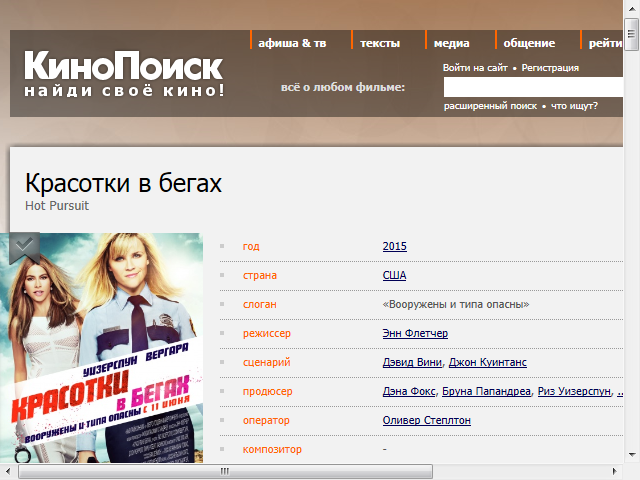 афиша & тв
тексты
медиа
общение
рейти
КиноПоиск
найди своё кино!
Войти на сайт • Регистрация
всё о любом фильме:
расширенный поиск • что ищут?
Красотки в бегах
Hot Pursuit
год 2015
страна США
слоган «Вооружены и типа опасны»
режиссер Энн Флетчер
сценарий Дэвид Вини, Джон Куинтанс
продюсер Дэна Фокс, Бруна Папандреа, Риз Уизерспун, ...
оператор Оливер Степлтон
композитор -
УИЗЕРСПУН ВЕРГАРА
КРАСОТКИ
В БЕГАХ
ВООРУЖЕНЫ И ТИПА ОПАСНЫ С 11 ИЮНЯ